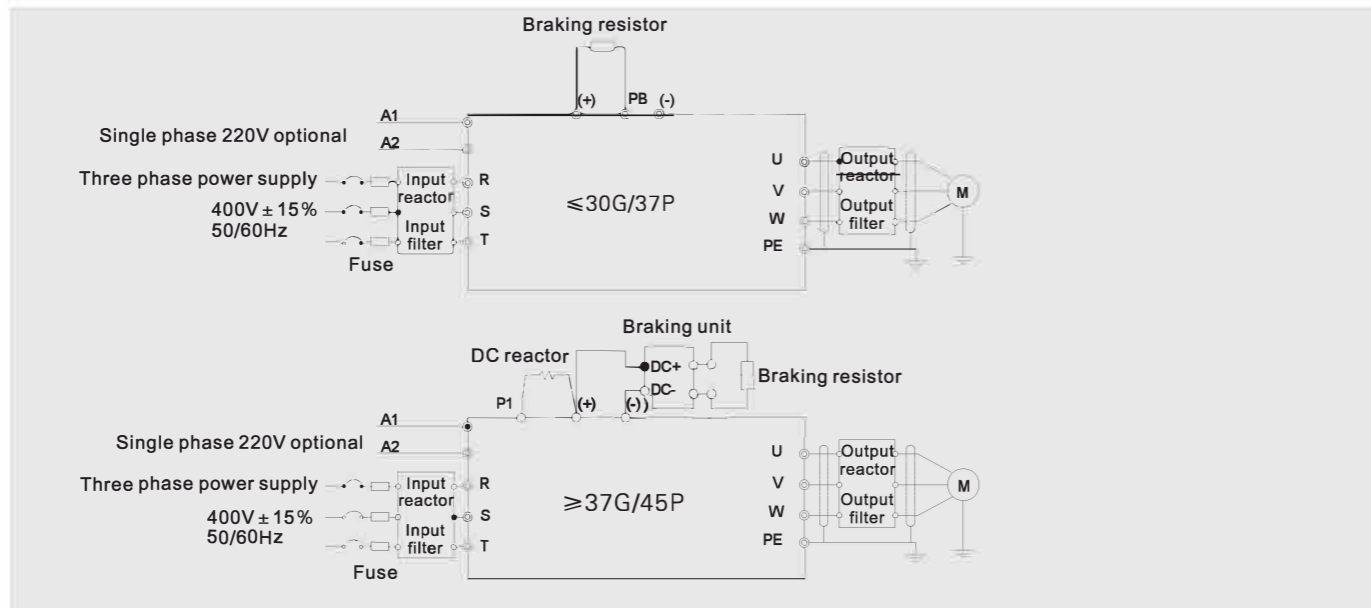 Braking resistor
(+) PB (-)
A1
Single phase 220V optional
A2
Three phase power supply
400V ± 15%
50/60Hz
Fuse
Input
reactor
Input
filter
R
S
T
≤30G/37P
U
V
W
PE
Output
reactor
Output
filter
M
Braking unit
DC reactor
DC+
DC-
Braking resistor
P1 (+) (-) )
A1
Single phase 220V optional
A2
Three phase power supply
400V ± 15%
50/60Hz
Fuse
Input
reactor
Input
filter
R
S
T
≥37G/45P
U
V
W
PE
Output
reactor
Output
filter
M